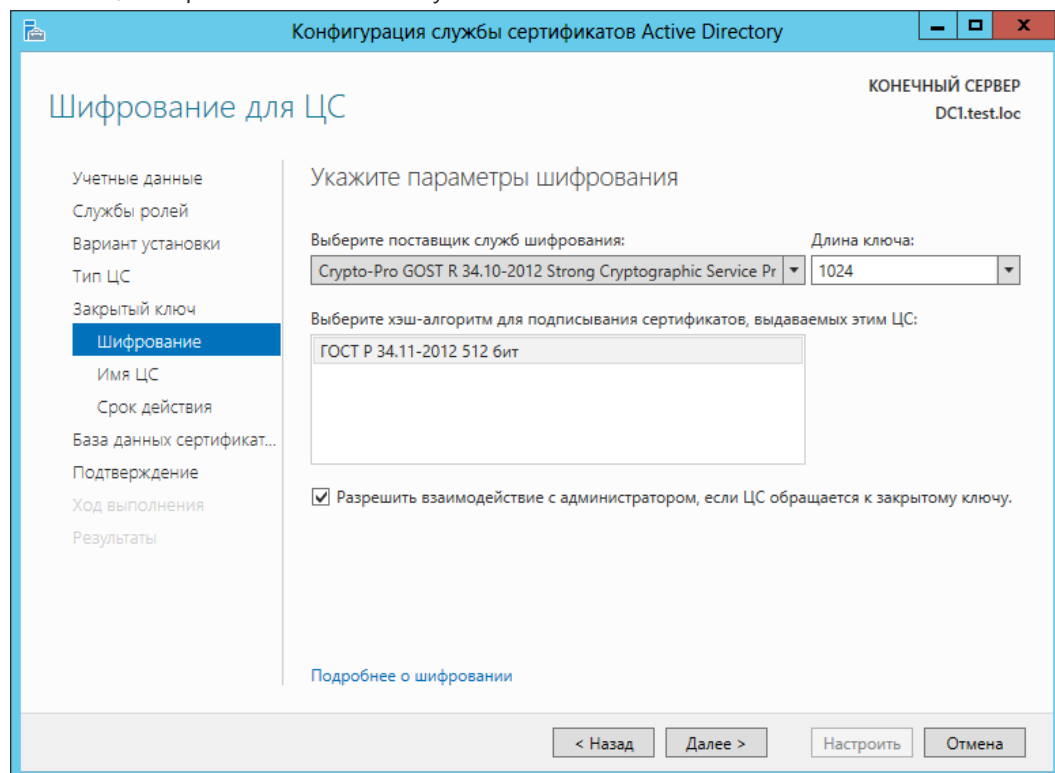 Конфигурация службы сертификатов Active Directory
Шифрование для ЦС
КОНЕЧНЫЙ СЕРВЕР
DC1.test.loc
Учетные данные
Службы ролей
Вариант установки
Тип ЦС
Закрытый ключ
Шифрование
Имя ЦС
Срок действия
База данных сертификат...
Подтверждение
Ход выполнения
Результаты
Укажите параметры шифрования
Выберите поставщик служб шифрования:
Длина ключа:
Crypto-Pro GOST R 34.10-2012 Strong Cryptographic Service Pr
1024
Выберите хэш-алгоритм для подписывания сертификатов, выдаваемых этим ЦС:
ГОСТ Р 34.11-2012 512 бит
Разрешить взаимодействие с администратором, если ЦС обращается к закрытому ключу.
Подробнее о шифровании
< Назад
Далее >
Настроить
Отмена